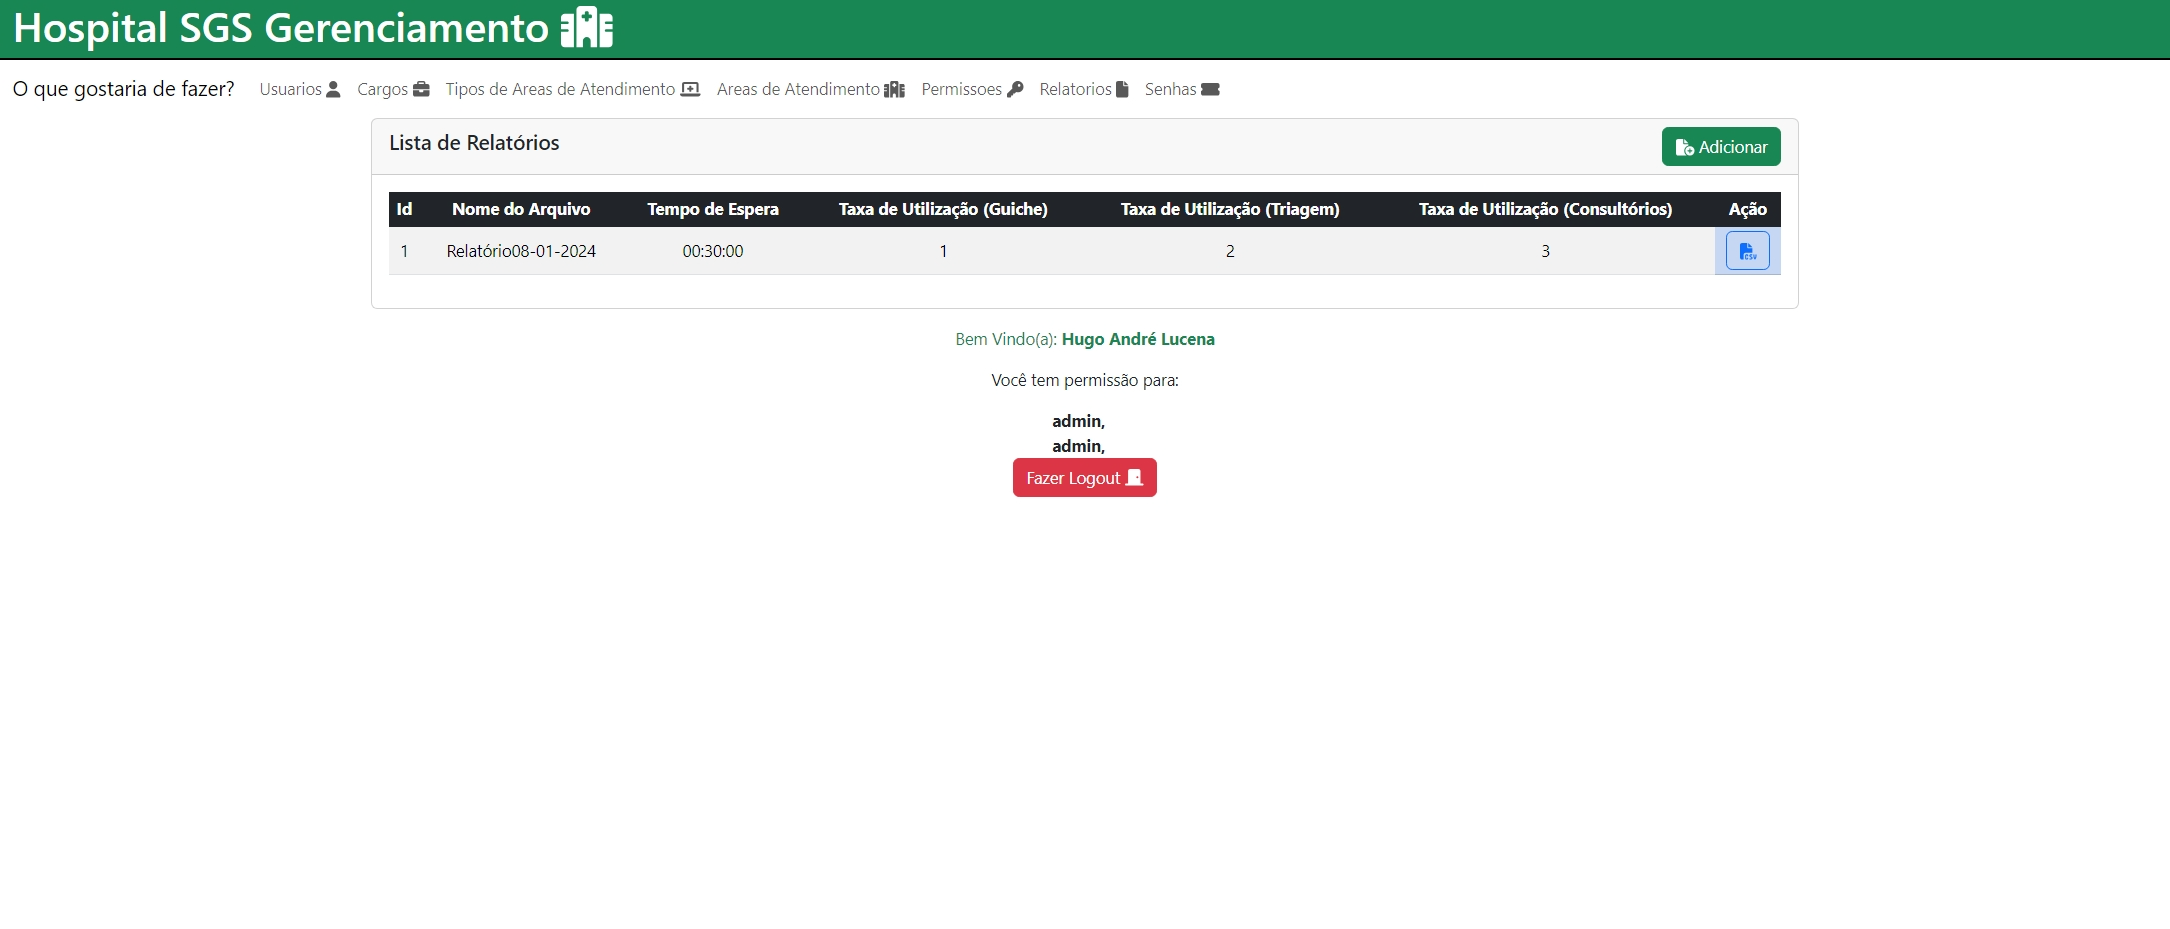 Hospital SGS Gerenciamento
O que gostaria de fazer? Usuarios Cargos Tipos de Areas de Atendimento Areas de Atendimento Permissoes Relatorios Senhas
Lista de Relatórios Adicionar
Id Nome do Arquivo Tempo de Espera Taxa de Utilização (Guiche) Taxa de Utilização (Triagem) Taxa de Utilização (Consultórios) Ação
1 Relatório08-01-2024 00:30:00 1 2 3 CSV
Bem Vindo(a): Hugo André Lucena
Você tem permissão para:
admin,
admin,
Fazer Logout